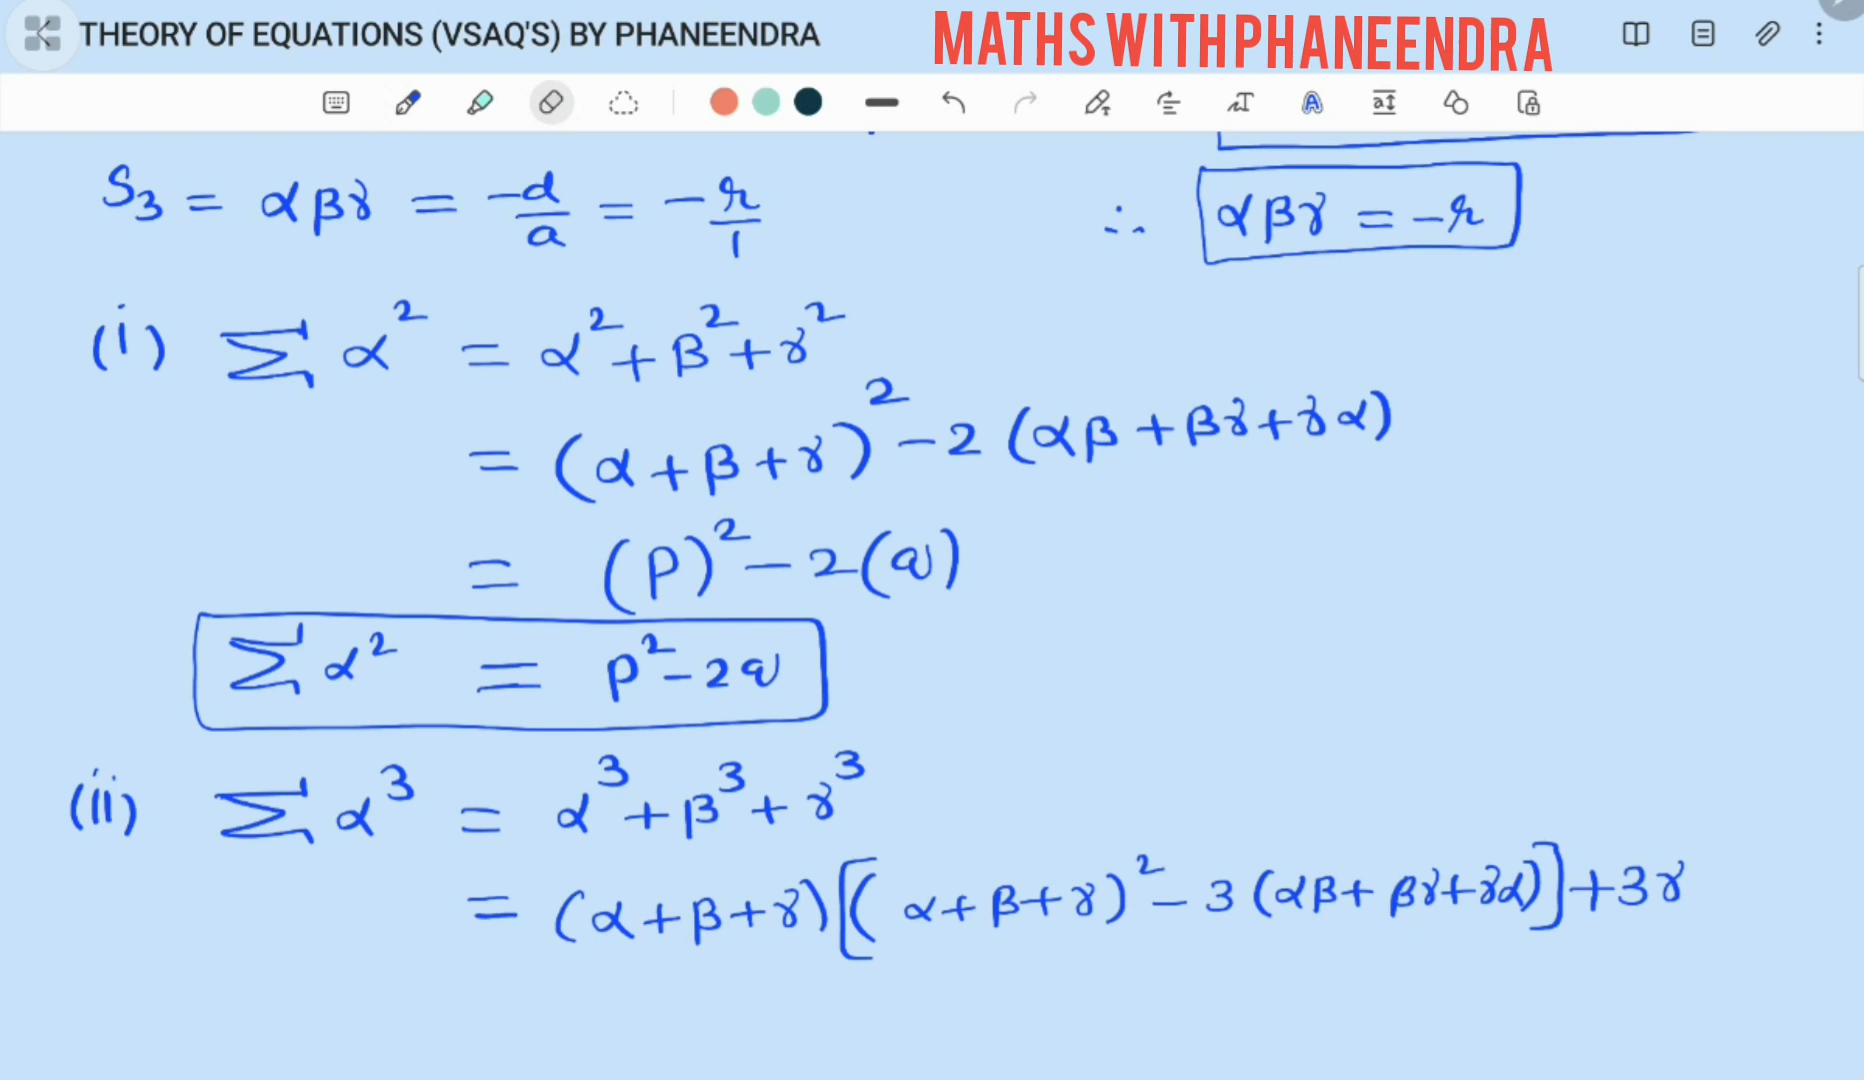 THEORY OF EQUATIONS (VSAQ'S) BY PHANEENDRA
MATHS WITH PHANEENDRA
S₃ = αβγ = -d/a = -r/1
∴ αβγ = -r
(i) Σα² = α²+β²+γ²
= (α+β+γ)² - 2(αβ+βγ+γα)
= (p)² - 2(q)
Σα² = p² - 2q
(ii) Σα³ = α³+β³+γ³
= (α+β+γ)[(α+β+γ)² - 3(αβ+βγ+γα)] + 3γ